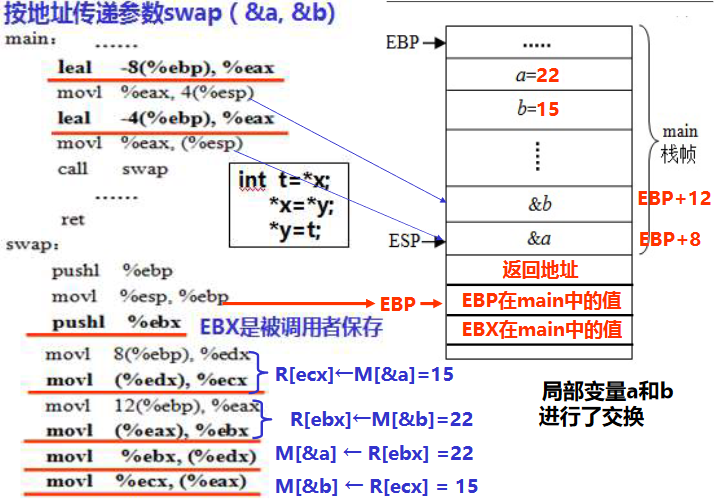 按地址传递参数swap（&a, &b)
main:
……
leal -8(%ebp), %eax
movl %eax, 4(%esp)
leal -4(%ebp), %eax
movl %eax, (%esp)
call swap
……
ret
swap:
pushl %ebp
movl %esp, %ebp
pushl %ebx
EBX是被调用者保存
movl 8(%ebp), %edx
movl (%edx), %ecx
R[ecx]←M[&a]=15
movl 12(%ebp), %eax
movl (%eax), %ebx
R[ebx]←M[&b]=22
movl %ebx, (%edx)
M[&a] ← R[ebx] =22
movl %ecx, (%eax)
M[&b] ← R[ecx] = 15
int t=*x;
*x=*y;
*y=t;
EBP
.....
a=22
b=15
main
栈帧
&b
EBP+12
ESP
&a
EBP+8
返回地址
EBP
EBP在main中的值
EBX在main中的值
局部变量a和b
进行了交换